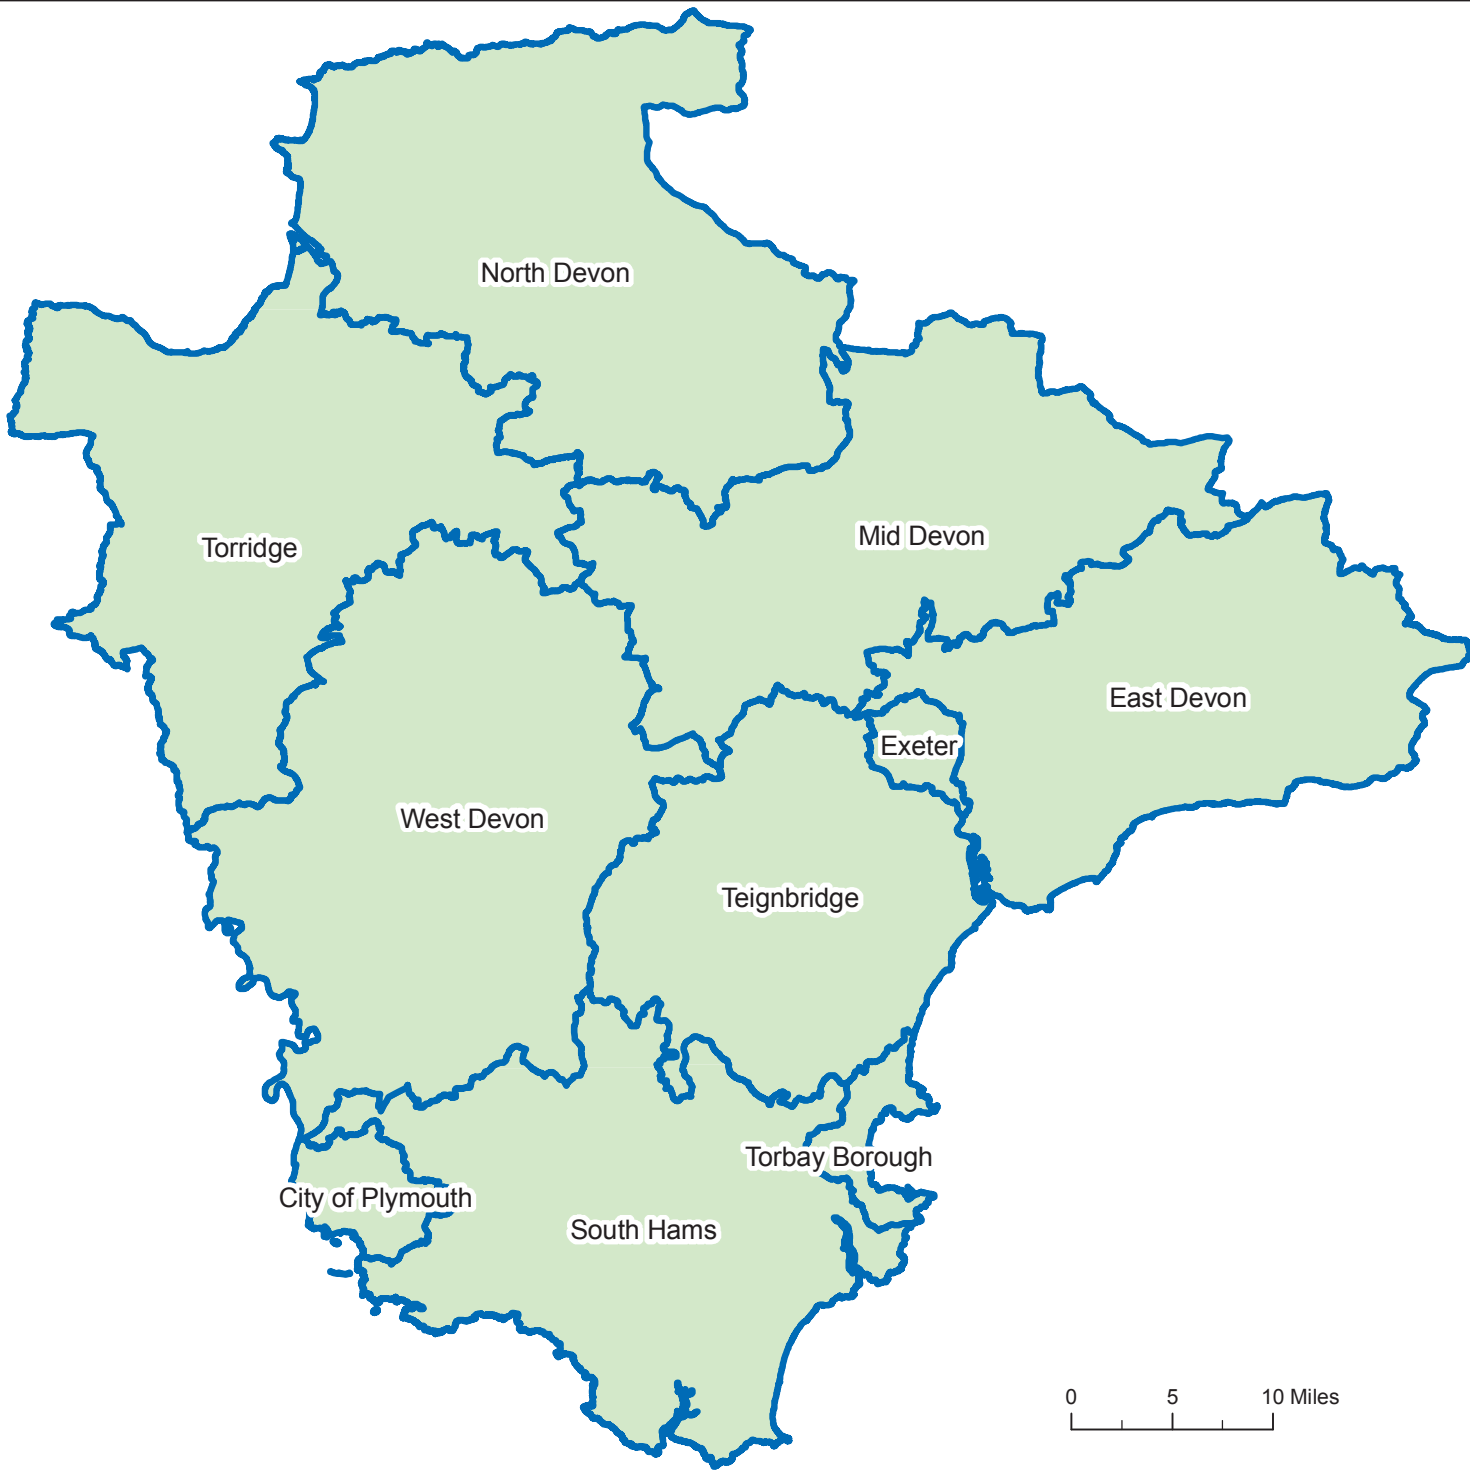 North Devon
Mid Devon
Torridge
East Devon
Exeter
West Devon
Teignbridge
Torbay Borough
City of Plymouth
South Hams
0 5 10 Miles